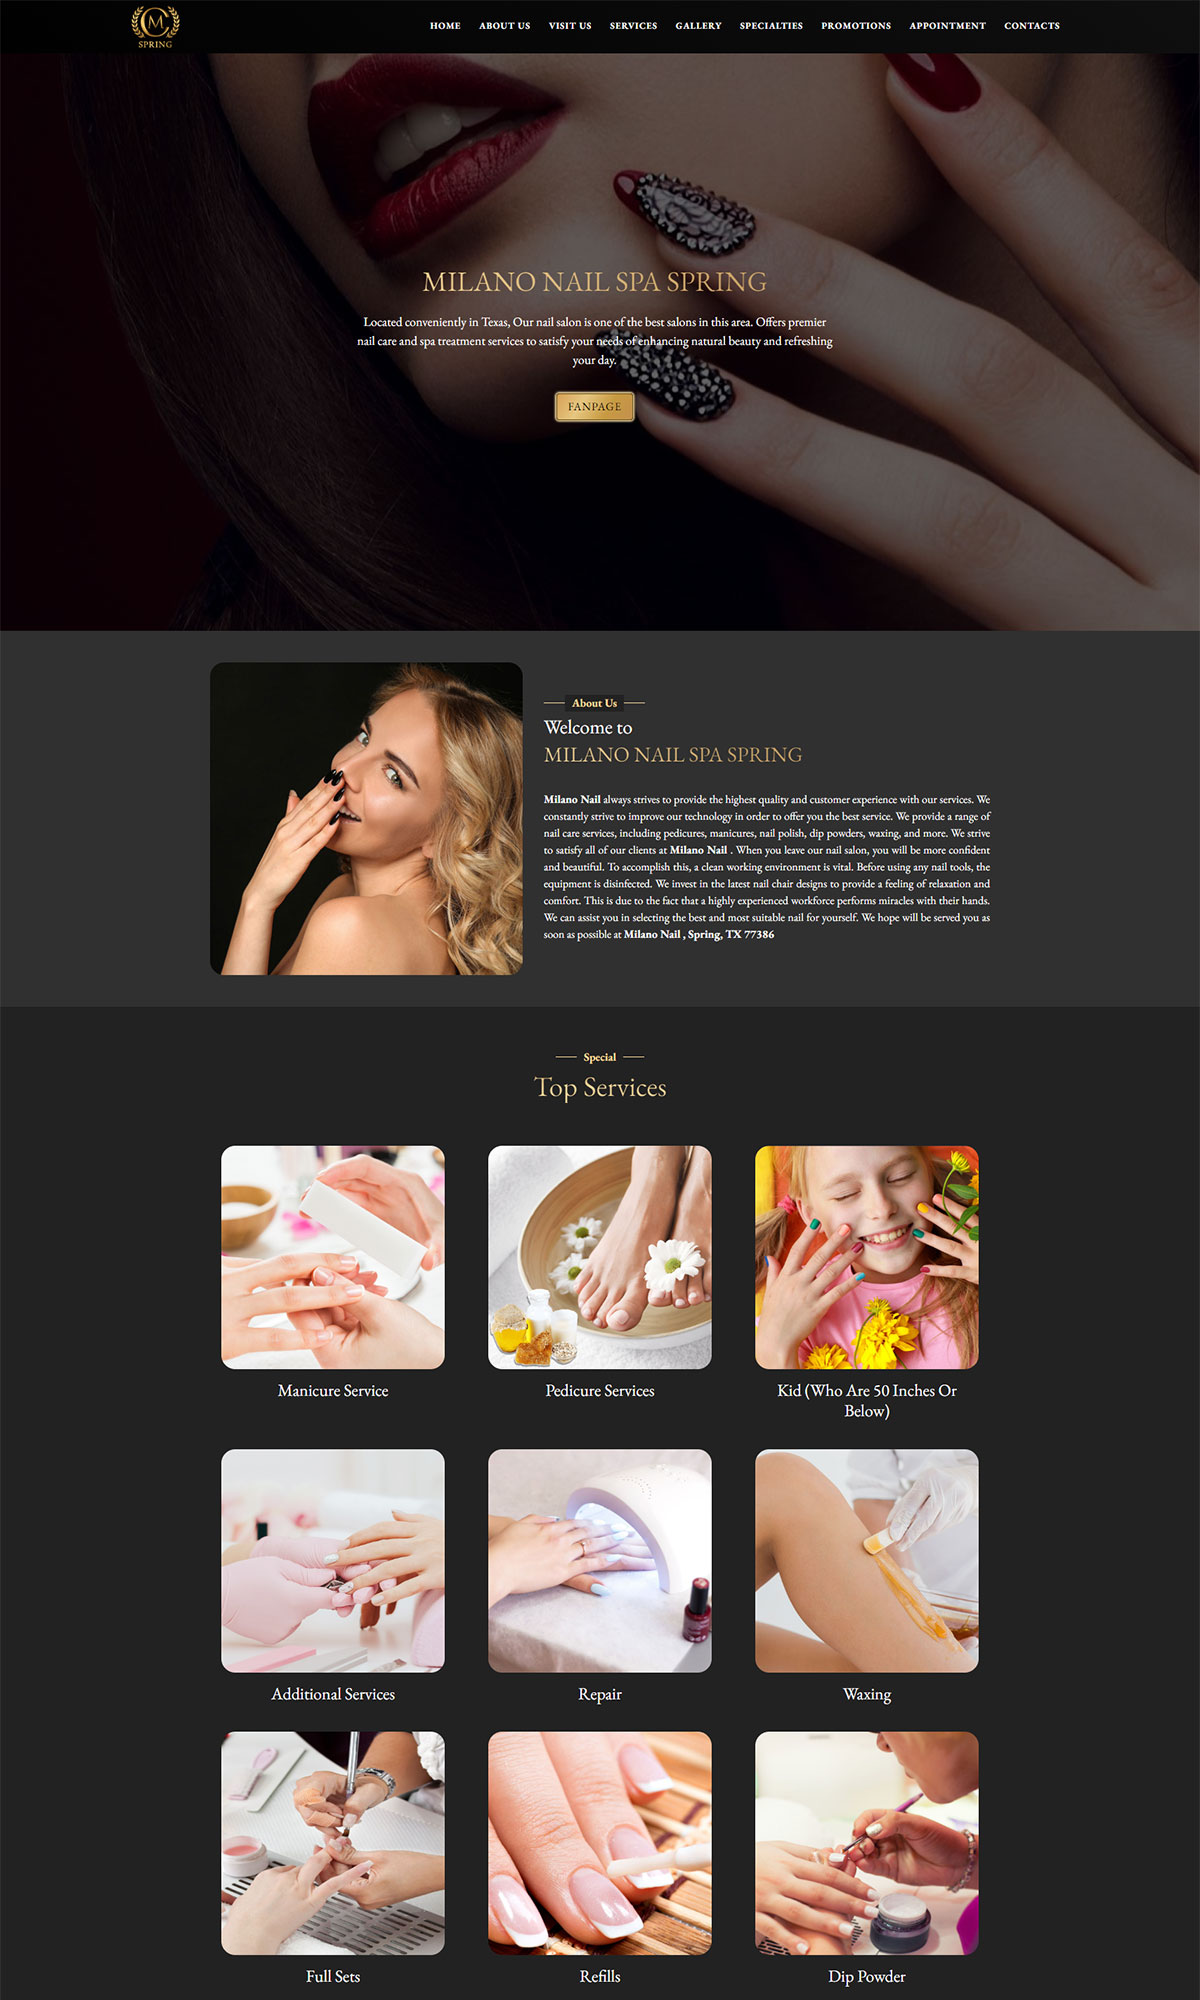 MC
SPRING
HOME ABOUT US VISIT US SERVICES GALLERY SPECIALTIES PROMOTIONS APPOINTMENT CONTACTS
MILANO NAIL SPA SPRING
Located conveniently in Texas, Our nail salon is one of the best salons in this area. Offers premier
nail care and spa treatment services to satisfy your needs of enhancing natural beauty and refreshing
your day.
FANPAGE
About Us
Welcome to
MILANO NAIL SPA SPRING
Milano Nail always strives to provide the highest quality and customer experience with our services. We
constantly strive to improve our technology in order to offer you the best service. We provide a range of
nail care services, including pedicures, manicures, nail polish, dip powders, waxing, and more. We strive
to satisfy all of our clients at Milano Nail . When you leave our nail salon, you will be more confident
and beautiful. To accomplish this, a clean working environment is vital. Before using any nail tools, the
equipment is disinfected. We invest in the latest nail chair designs to provide a feeling of relaxation and
comfort. This is due to the fact that a highly experienced workforce performs miracles with their hands.
We can assist you in selecting the best and most suitable nail for yourself. We hope will be served you as
soon as possible at Milano Nail , Spring, TX 77386
Special
Top Services
Manicure Service
Pedicure Services
Kid (Who Are 50 Inches Or
Below)
Additional Services
Repair
Waxing
Full Sets
Refills
Dip Powder